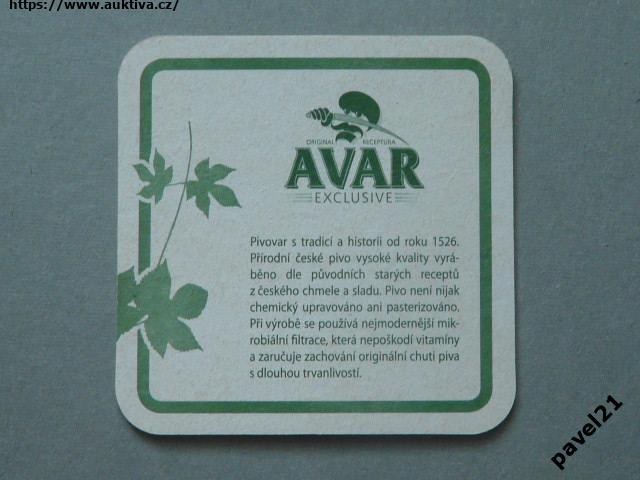 https://www.auktiva.cz/
ORIGINAL RECEPTURA
AVAR
EXCLUSIVE
Pivovar s tradicí a historií od roku 1526.
Přírodní české pivo vysoké kvality vyrá-
běno dle původních starých receptů
z českého chmele a sladu. Pivo není nijak
chemický upravováno ani pasterizováno.
Při výrobě se používá nejmodernější mik-
robiální filtrace, která nepoškodí vitamíny
a zaručuje zachování originální chuti piva
s dlouhou trvanlivostí.
pavel21